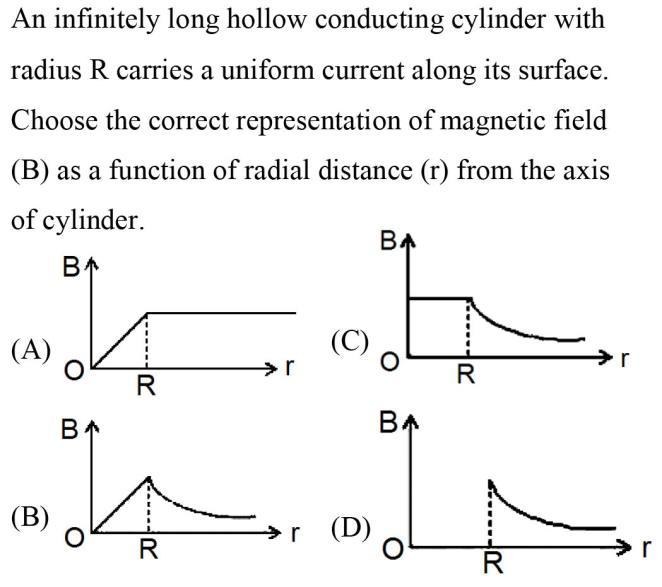 An infinitely long hollow conducting cylinder with
radius R carries a uniform current along its surface.
Choose the correct representation of magnetic field
(B) as a function of radial distance (r) from the axis
of cylinder.
(A) B O R r
(C) B O R r
(B) B O R r
(D) B O R r